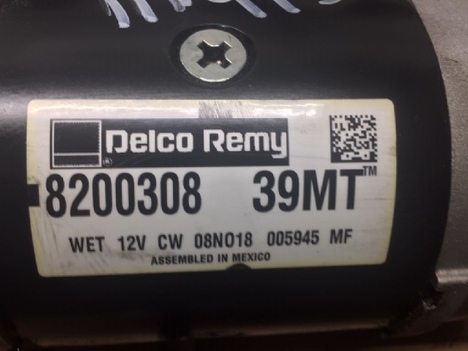 Delco Remy
8200308 39MT™
WET 12V CW 08NO18 005945 MF
ASSEMBLED IN MEXICO